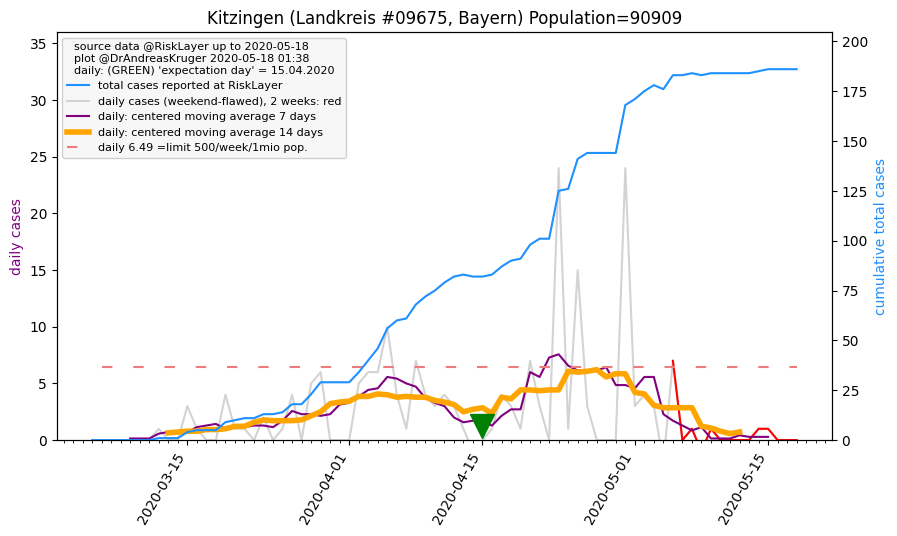 Kitzingen (Landkreis #09675, Bayern) Population=90909
source data @RiskLayer up to 2020-05-18
plot @DrAndreasKruger 2020-05-18 01:38
daily: (GREEN) 'expectation day' = 15.04.2020
total cases reported at RiskLayer
daily cases (weekend-flawed), 2 weeks: red
daily: centered moving average 7 days
daily: centered moving average 14 days
daily 6.49 =limit 500/week/1mio pop.
daily cases
35
30
25
20
15
10
5
0
cumulative total cases
200
175
150
125
100
75
50
25
0
2020-03-15
2020-04-01
2020-04-15
2020-05-01
2020-05-15